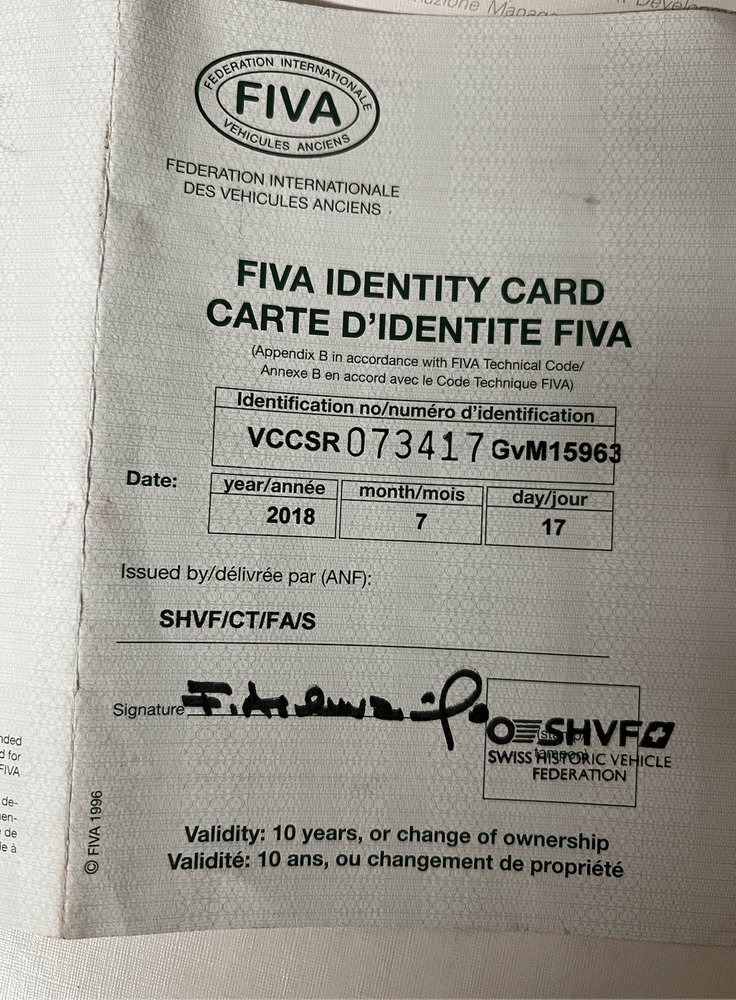 FEDERATION INTERNATIONALE
FIVA
VEHICULES ANCIENS
FEDERATION INTERNATIONALE
DES VEHICULES ANCIENS
FIVA IDENTITY CARD
CARTE D'IDENTITE FIVA
(Appendix B in accordance with FIVA Technical Code/
Annexe B en accord avec le Code Technique FIVA)
Identification no/numéro d'identification
VCCSR 073417 GvM15963
Date:
year/année month/mois day/jour
2018 7 17
Issued by/délivrée par (ANF):
SHVF/CT/FA/S
Signature
SHVF
SWISS HISTORIC VEHICLE
FEDERATION
Validity: 10 years, or change of ownership
Validité: 10 ans, ou changement de propriété
© FIVA 1996
FIVA
de-
de